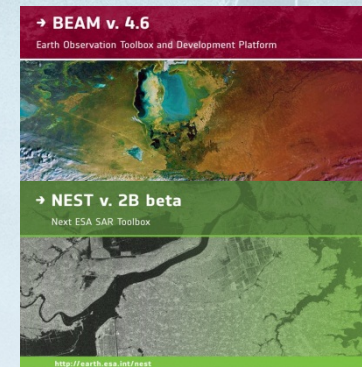 → BEAM v. 4.6
Earth Observation Toolbox and Development Platform
→ NEST v. 2B beta
Next ESA SAR Toolbox
http://earth.esa.int/nest